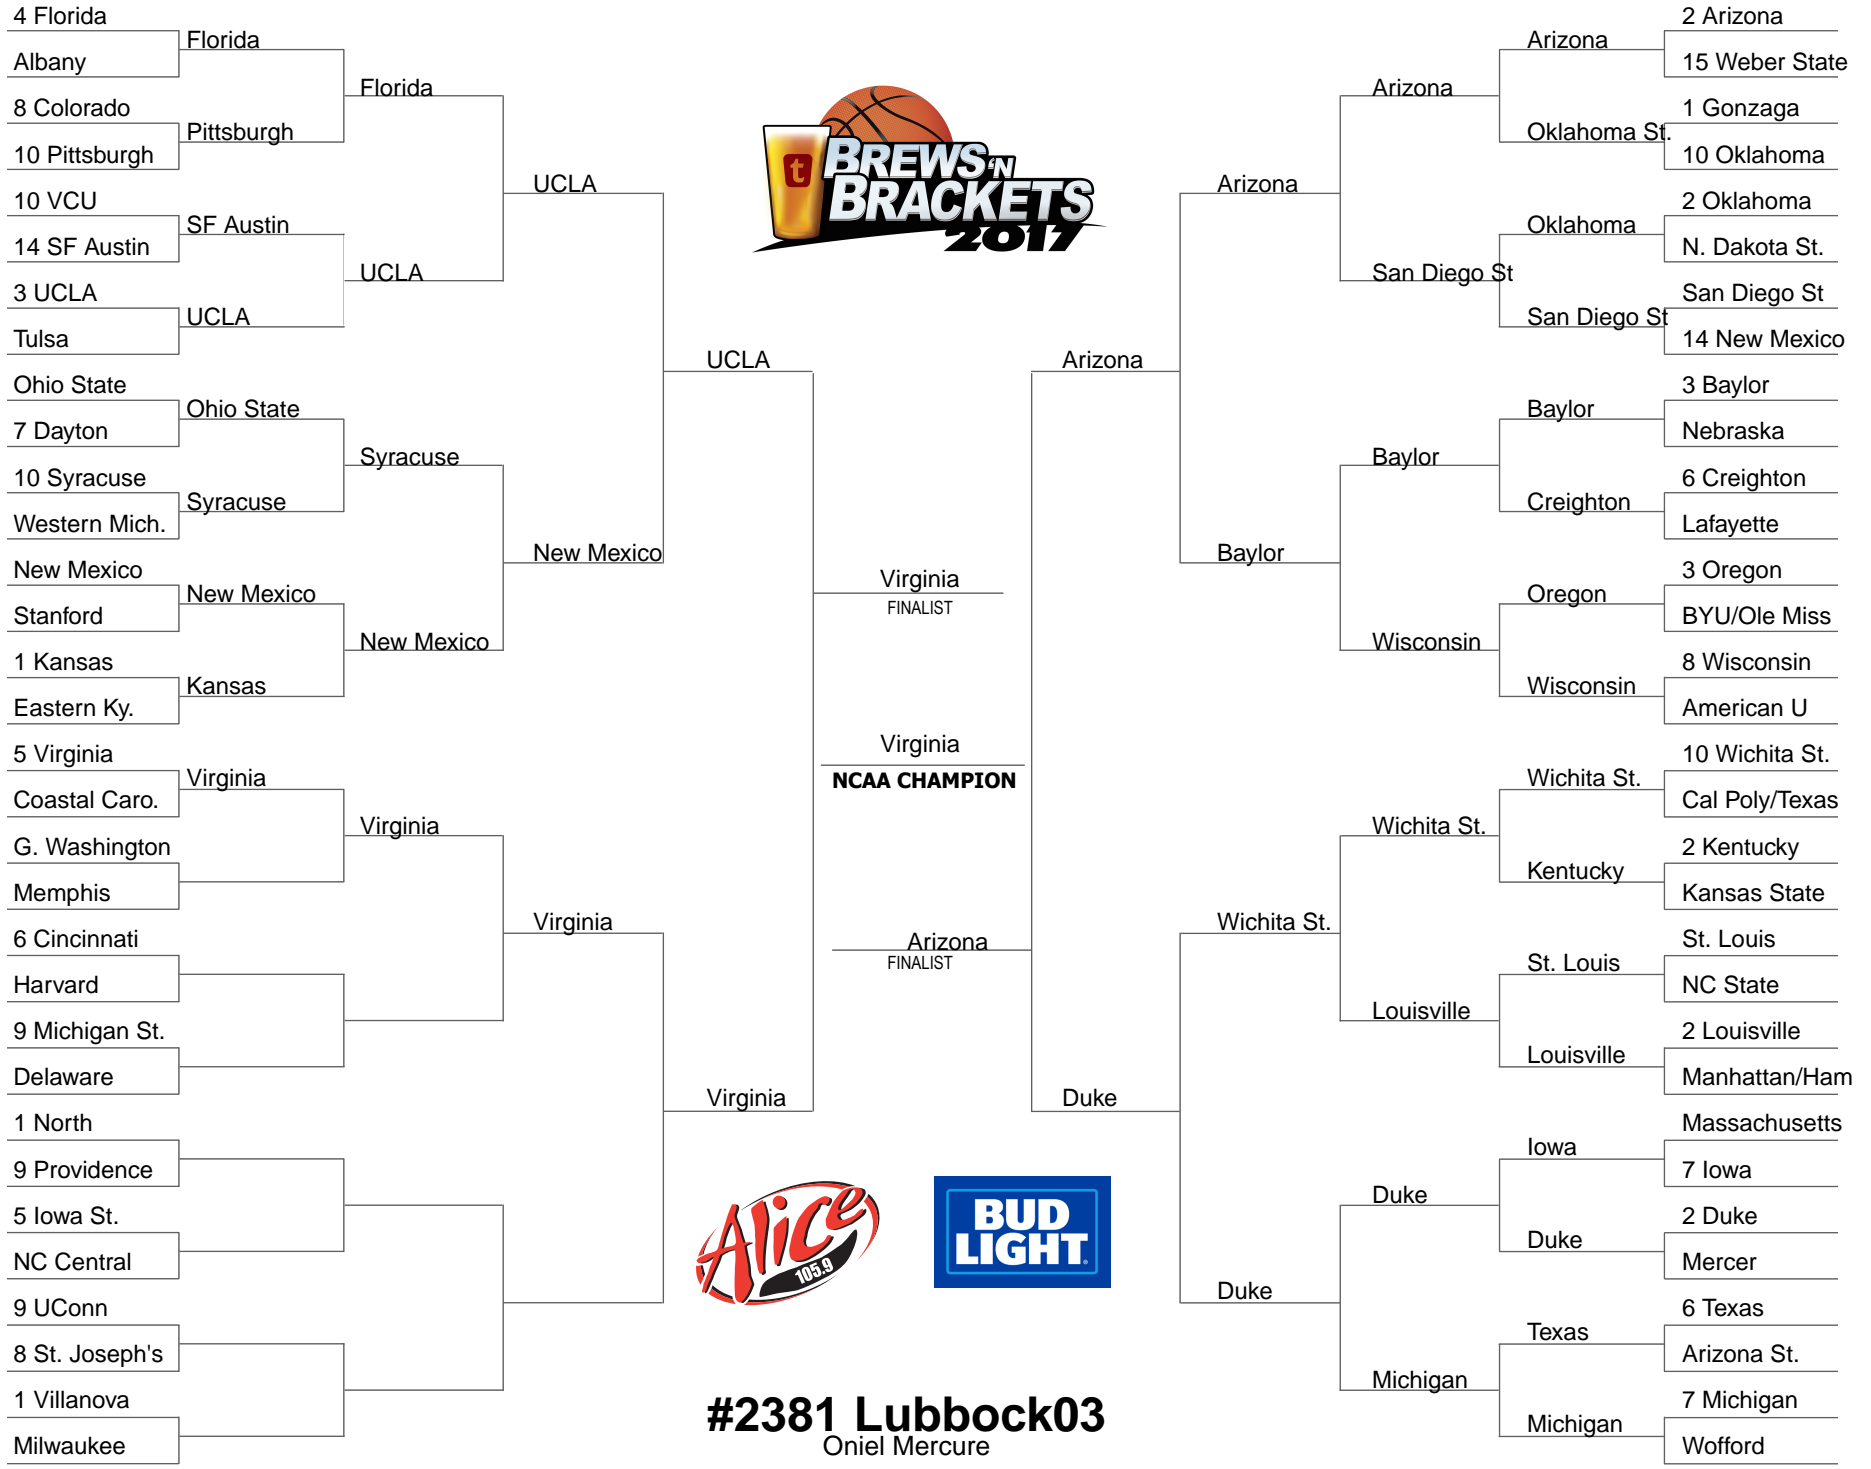 4 Florida
Albany
8 Colorado
10 Pittsburgh
10 VCU
14 SF Austin
3 UCLA
Tulsa
Ohio State
7 Dayton
10 Syracuse
Western Mich.
New Mexico
Stanford
1 Kansas
Eastern Ky.
5 Virginia
Coastal Caro.
G. Washington
Memphis
6 Cincinnati
Harvard
9 Michigan St.
Delaware
1 North
9 Providence
5 Iowa St.
NC Central
9 UConn
8 St. Joseph's
1 Villanova
Milwaukee
Florida
Pittsburgh
SF Austin
UCLA
Ohio State
Syracuse
New Mexico
Kansas
Virginia
Florida
UCLA
Syracuse
New Mexico
Virginia
UCLA
New Mexico
Virginia
UCLA
Virginia
t
BREWS 'N
BRACKETS
2017
Virginia
FINALIST
Virginia
NCAA CHAMPION
Arizona
FINALIST
Alice
105.9
BUD
LIGHT
#2381 Lubbock03
Oniel Mercure
Arizona
Duke
Arizona
Baylor
Wichita St.
Duke
Arizona
San Diego St
Baylor
Wisconsin
Wichita St.
Louisville
Duke
Michigan
Arizona
Oklahoma St.
Oklahoma
San Diego St
Baylor
Creighton
Oregon
Wisconsin
Wichita St.
Kentucky
St. Louis
Louisville
Iowa
Duke
Texas
Michigan
2 Arizona
15 Weber State
1 Gonzaga
10 Oklahoma
2 Oklahoma
N. Dakota St.
San Diego St
14 New Mexico
3 Baylor
Nebraska
6 Creighton
Lafayette
3 Oregon
BYU/Ole Miss
8 Wisconsin
American U
10 Wichita St.
Cal Poly/Texas
2 Kentucky
Kansas State
St. Louis
NC State
2 Louisville
Manhattan/Ham
Massachusetts
7 Iowa
2 Duke
Mercer
6 Texas
Arizona St.
7 Michigan
Wofford